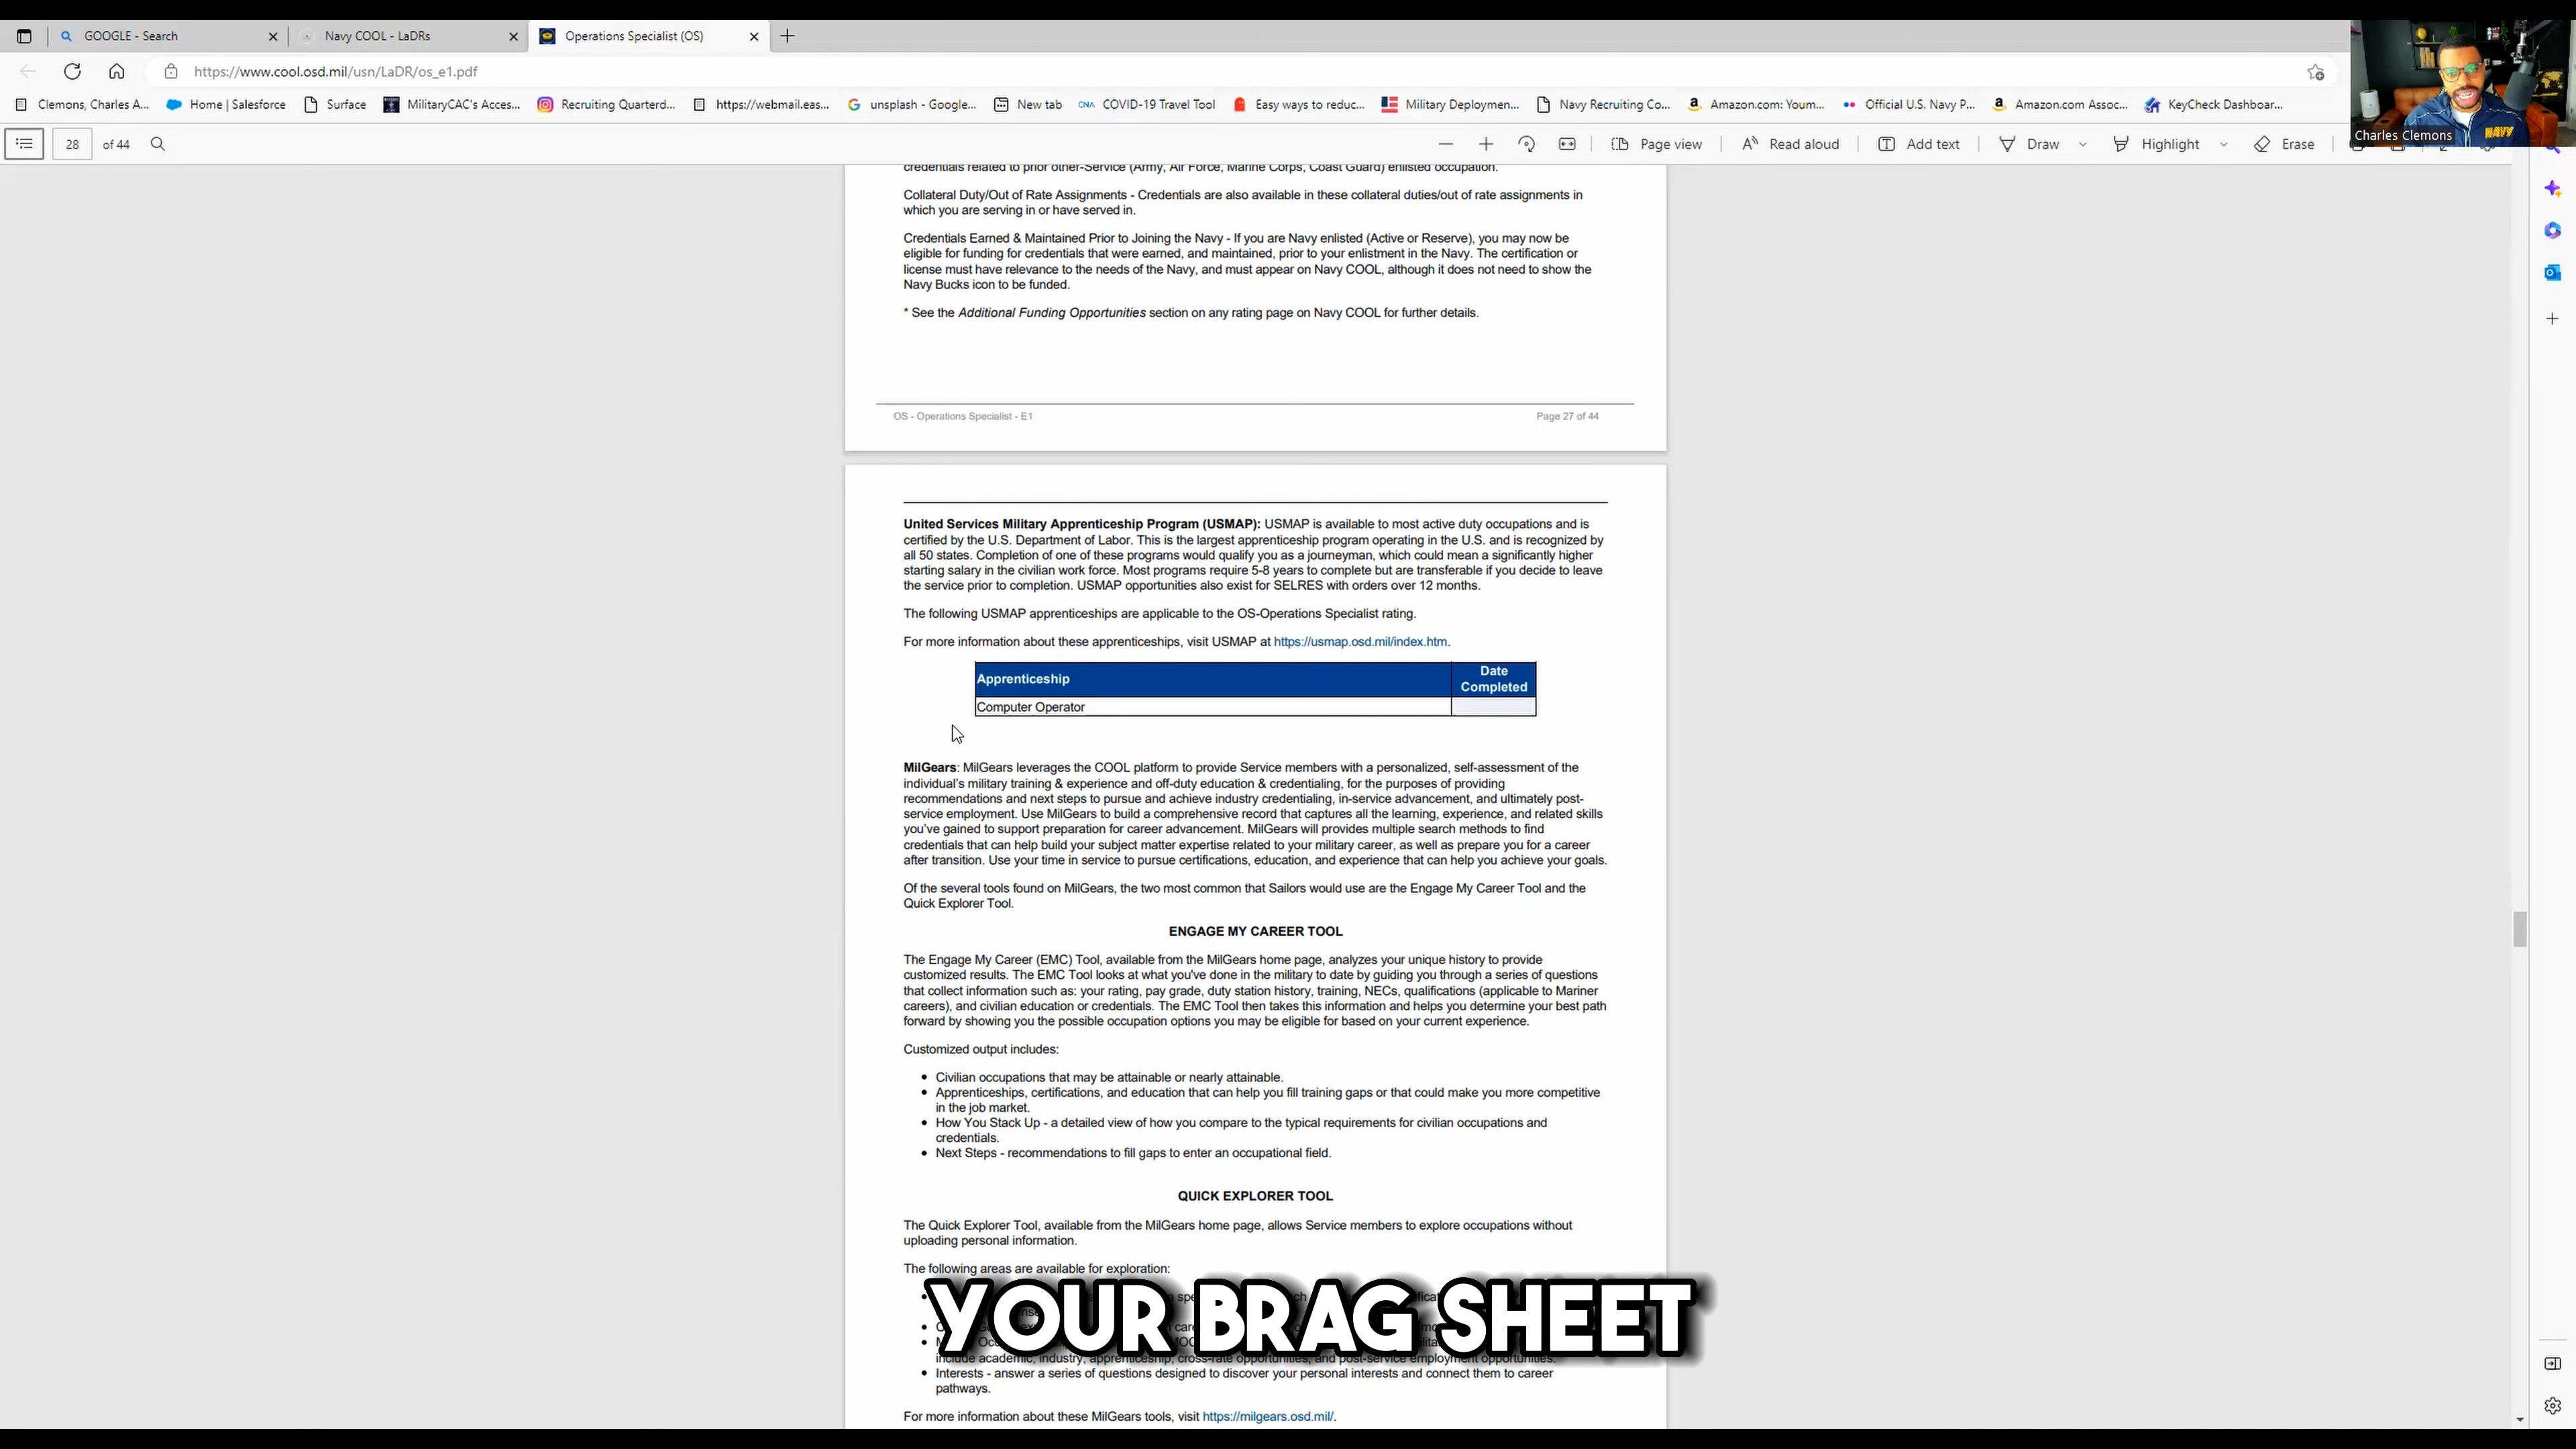 GOOGLE - Search
Navy COOL - LaDRs
Operations Specialist (OS)
https://www.cool.osd.mil/usn/LaDR/os_e1.pdf
Clemons, Charles A...
Home | Salesforce
Surface
MilitaryCAC's Acces...
Recruiting Quarterd...
https://webmail.eas...
unsplash - Google...
New tab
CNA
COVID-19 Travel Tool
Easy ways to reduc...
Military Deploymen...
Navy Recruiting Co...
Amazon.com: Youm...
Official U.S. Navy P...
Amazon.com Assoc...
KeyCheck Dashboar...
NAVY
Charles Clemons
28
of 44
Page view
Read aloud
Add text
Draw
Highlight
Erase
credentials related to prior other-Service (Army, Air Force, Marine Corps, Coast Guard) enlisted occupation.
Collateral Duty/Out of Rate Assignments - Credentials are also available in these collateral duties/out of rate assignments in
which you are serving in or have served in.
Credentials Earned & Maintained Prior to Joining the Navy - If you are Navy enlisted (Active or Reserve), you may now be
eligible for funding for credentials that were earned, and maintained, prior to your enlistment in the Navy. The certification or
license must have relevance to the needs of the Navy, and must appear on Navy COOL, although it does not need to show the
Navy Bucks icon to be funded.
* See the Additional Funding Opportunities section on any rating page on Navy COOL for further details.
OS - Operations Specialist - E1
Page 27 of 44
United Services Military Apprenticeship Program (USMAP): USMAP is available to most active duty occupations and is
certified by the U.S. Department of Labor. This is the largest apprenticeship program operating in the U.S. and is recognized by
all 50 states. Completion of one of these programs would qualify you as a journeyman, which could mean a significantly higher
starting salary in the civilian work force. Most programs require 5-8 years to complete but are transferable if you decide to leave
the service prior to completion. USMAP opportunities also exist for SELRES with orders over 12 months.
The following USMAP apprenticeships are applicable to the OS-Operations Specialist rating.
For more information about these apprenticeships, visit USMAP at https://usmap.osd.mil/index.htm.
Apprenticeship
Date
Completed
Computer Operator
MilGears: MilGears leverages the COOL platform to provide Service members with a personalized, self-assessment of the
individual's military training & experience and off-duty education & credentialing, for the purposes of providing
recommendations and next steps to pursue and achieve industry credentialing, in-service advancement, and ultimately post-
service employment. Use MilGears to build a comprehensive record that captures all the learning, experience, and related skills
you've gained to support preparation for career advancement. MilGears will provides multiple search methods to find
credentials that can help build your subject matter expertise related to your military career, as well as prepare you for a career
after transition. Use your time in service to pursue certifications, education, and experience that can help you achieve your goals.
Of the several tools found on MilGears, the two most common that Sailors would use are the Engage My Career Tool and the
Quick Explorer Tool.
ENGAGE MY CAREER TOOL
The Engage My Career (EMC) Tool, available from the MilGears home page, analyzes your unique history to provide
customized results. The EMC Tool looks at what you've done in the military to date by guiding you through a series of questions
that collect information such as: your rating, pay grade, duty station history, training, NECs, qualifications (applicable to Mariner
careers), and civilian education or credentials. The EMC Tool then takes this information and helps you determine your best path
forward by showing you the possible occupation options you may be eligible for based on your current experience.
Customized output includes:
• Civilian occupations that may be attainable or nearly attainable.
• Apprenticeships, certifications, and education that can help you fill training gaps or that could make you more competitive
in the job market.
• How You Stack Up - a detailed view of how you compare to the typical requirements for civilian occupations and
credentials.
• Next Steps - recommendations to fill gaps to enter an occupational field.
QUICK EXPLORER TOOL
The Quick Explorer Tool, available from the MilGears home page, allows Service members to explore occupations without
uploading personal information.
The following areas are available for exploration:
YOUR BRAG SHEET
include academic, industry, apprenticeship, cross-rate opportunities, and post-service employment opportunities.
• Interests - answer a series of questions designed to discover your personal interests and connect them to career
pathways.
For more information about these MilGears tools, visit https://milgears.osd.mil/.